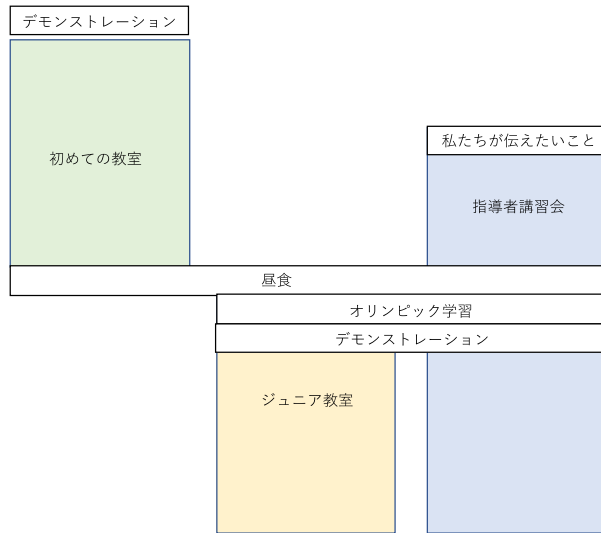 デモンストレーション
初めての教室
私たちが伝えたいこと
指導者講習会
昼食
オリンピック学習
デモンストレーション
ジュニア教室